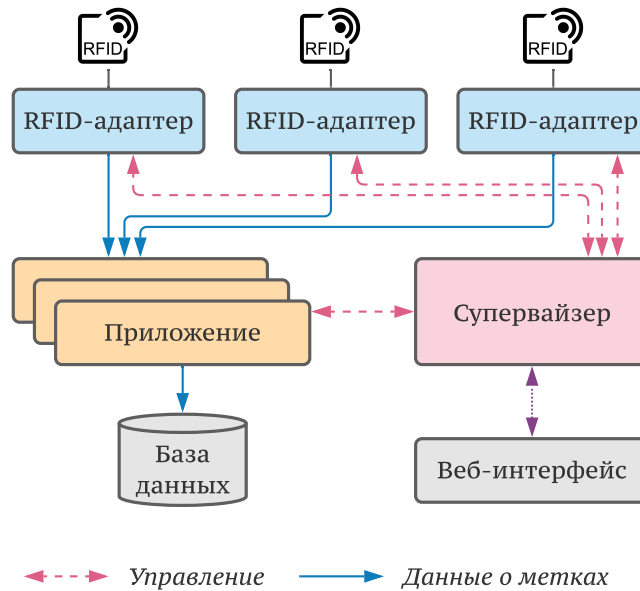 RFID
RFID
RFID
RFID-адаптер
RFID-адаптер
RFID-адаптер
Приложение
Супервайзер
База
данных
Веб-интерфейс
Управление
Данные о метках